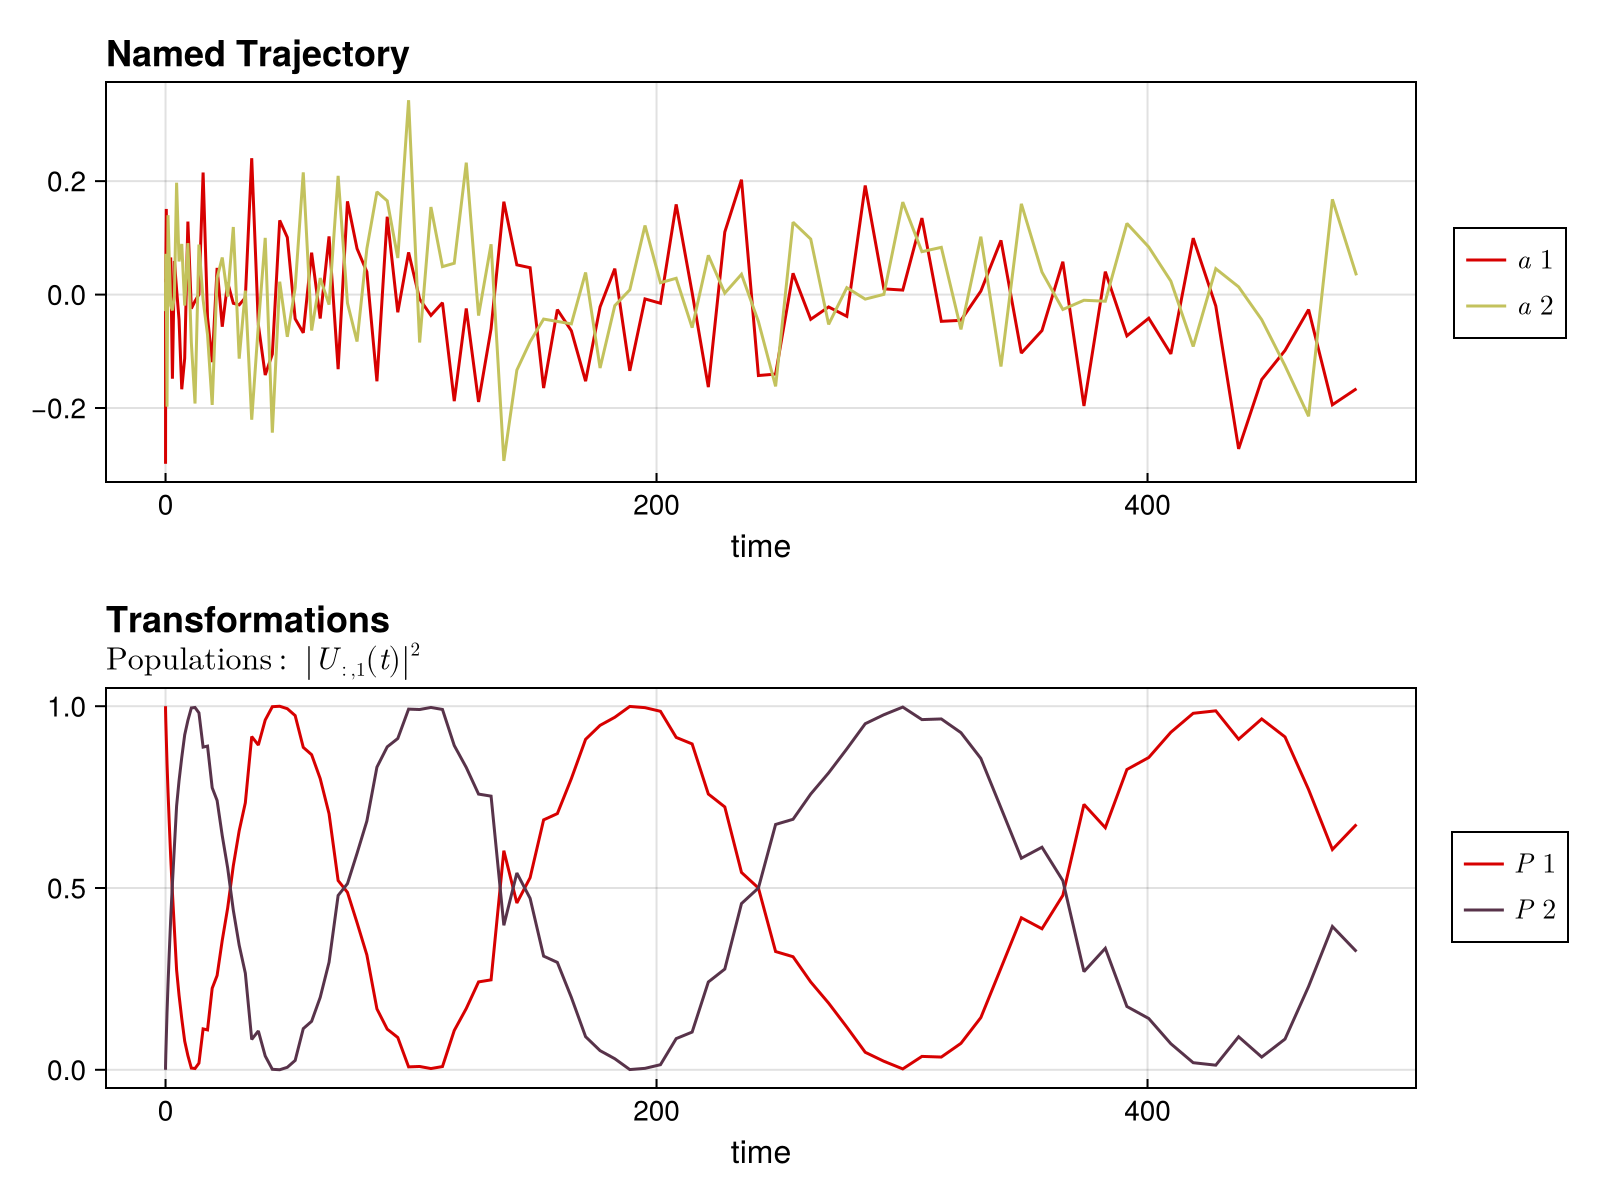 Named Trajectory
0.2
0.0
−0.2
0
200
400
time
a 1
a 2
Transformations
Populations: |U:,1(t)|²
1.0
0.5
0.0
0
200
400
time
P 1
P 2